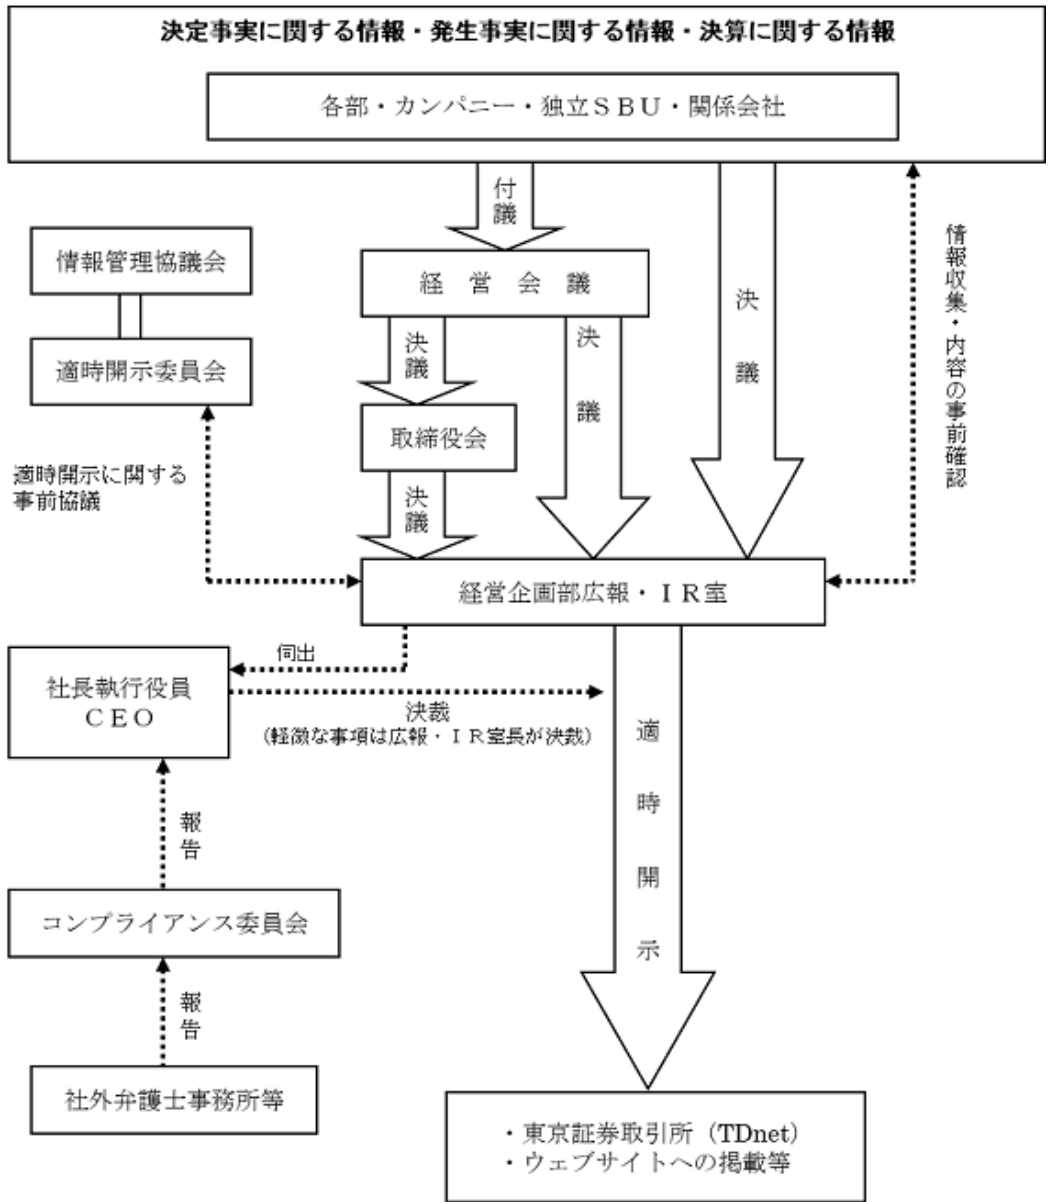 決定事実に関する情報・発生事実に関する情報・決算に関する情報
各部・カンパニー・独立ＳＢＵ・関係会社
付議
情報管理協議会
経 営 会 議
決議
情報収集・内容の事前確認
適時開示委員会
決議
決議
取締役会
適時開示に関する
事前協議
決議
経営企画部広報・ＩＲ室
伺出
社長執行役員
ＣＥＯ
決裁
(軽微な事項は広報・ＩＲ室長が決裁)
適時開示
報告
コンプライアンス委員会
報告
社外弁護士事務所等
・東京証券取引所（TDnet）
・ウェブサイトへの掲載等